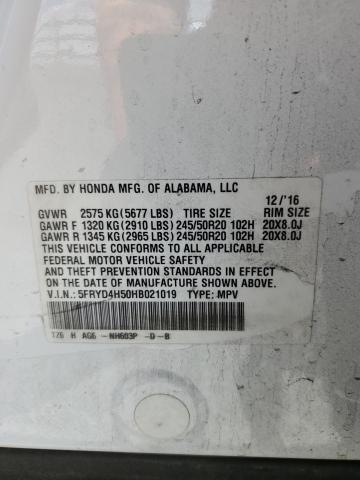 MFD. BY HONDA MFG. OF ALABAMA, LLC
12/'16
GVWR 2575 KG(5677 LBS) TIRE SIZE RIM SIZE
GAWR F 1320 KG(2910 LBS)245/50R20 102H 20X8.0J
GAWR R 1345 KG(2965 LBS)245/50R20 102H 20X8.0J
THIS VEHICLE CONFORMS TO ALL APPLICABLE
FEDERAL MOTOR VEHICLE SAFETY AND
THEFT PREVENTION STANDARDS IN EFFECT
ON THE DATE OF MANUFACTURE SHOWN ABOVE.
V.I.N.: 5FRYD4H50HB021019 TYPE: MPV
TZ6 H AG6 -NH603P -D-B